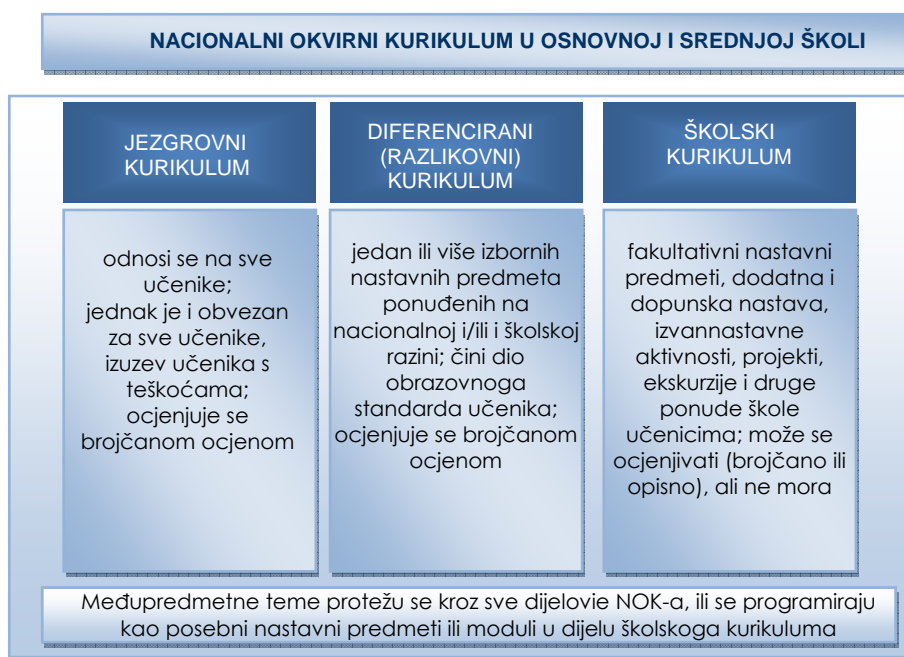 NACIONALNI OKVIRNI KURIKULUM U OSNOVNOJ I SREDNJOJ ŠKOLI
JEZGROVNI
KURIKULUM
odnosi se na sve
učenike;
jednak je i obvezan
za sve učenike,
izuzev učenika s
teškoćama;
ocjenjuje se
brojčanom ocjenom
DIFERENCIRANI
(RAZLIKOVNI)
KURIKULUM
jedan ili više izbornih
nastavnih predmeta
ponuđenih na
nacionalnoj i/ili i školskoj
razini; čini dio
obrazovnoga
standarda učenika;
ocjenjuje se brojčanom
ocjenom
ŠKOLSKI
KURIKULUM
fakultativni nastavni
predmeti, dodatna i
dopunska nastava,
izvannastavne
aktivnosti, projekti,
ekskurzije i druge
ponude škole
učenicima; može se
ocjenjivati (brojčano ili
opisno), ali ne mora
Međupredmetne teme protežu se kroz sve dijelovie NOK-a, ili se programiraju
kao posebni nastavni predmeti ili moduli u dijelu školskoga kurikuluma